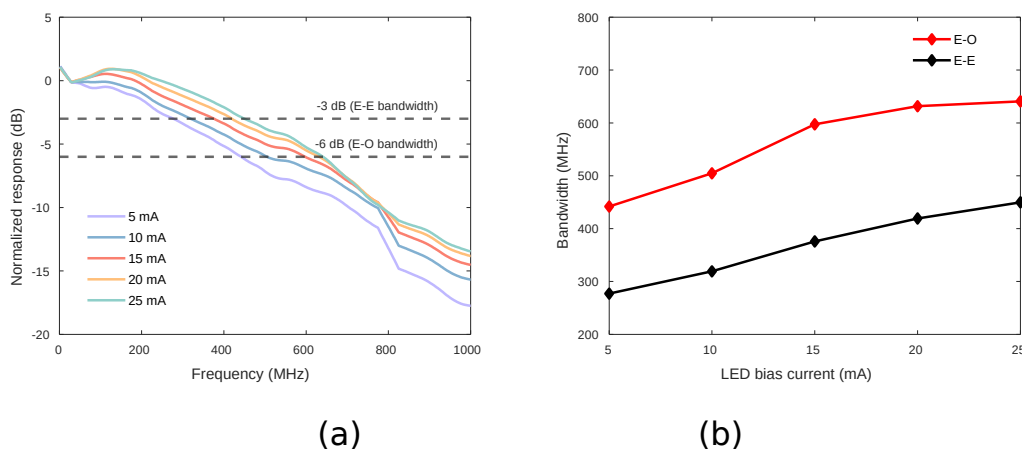 5
0
-5
-10
-15
-20
Normalized response (dB)
-3 dB (E-E bandwidth)
-6 dB (E-O bandwidth)
5 mA
10 mA
15 mA
20 mA
25 mA
0 200 400 600 800 1000
Frequency (MHz)
(a)
800
700
600
500
400
300
200
Bandwidth (MHz)
E-O
E-E
5 10 15 20 25
LED bias current (mA)
(b)